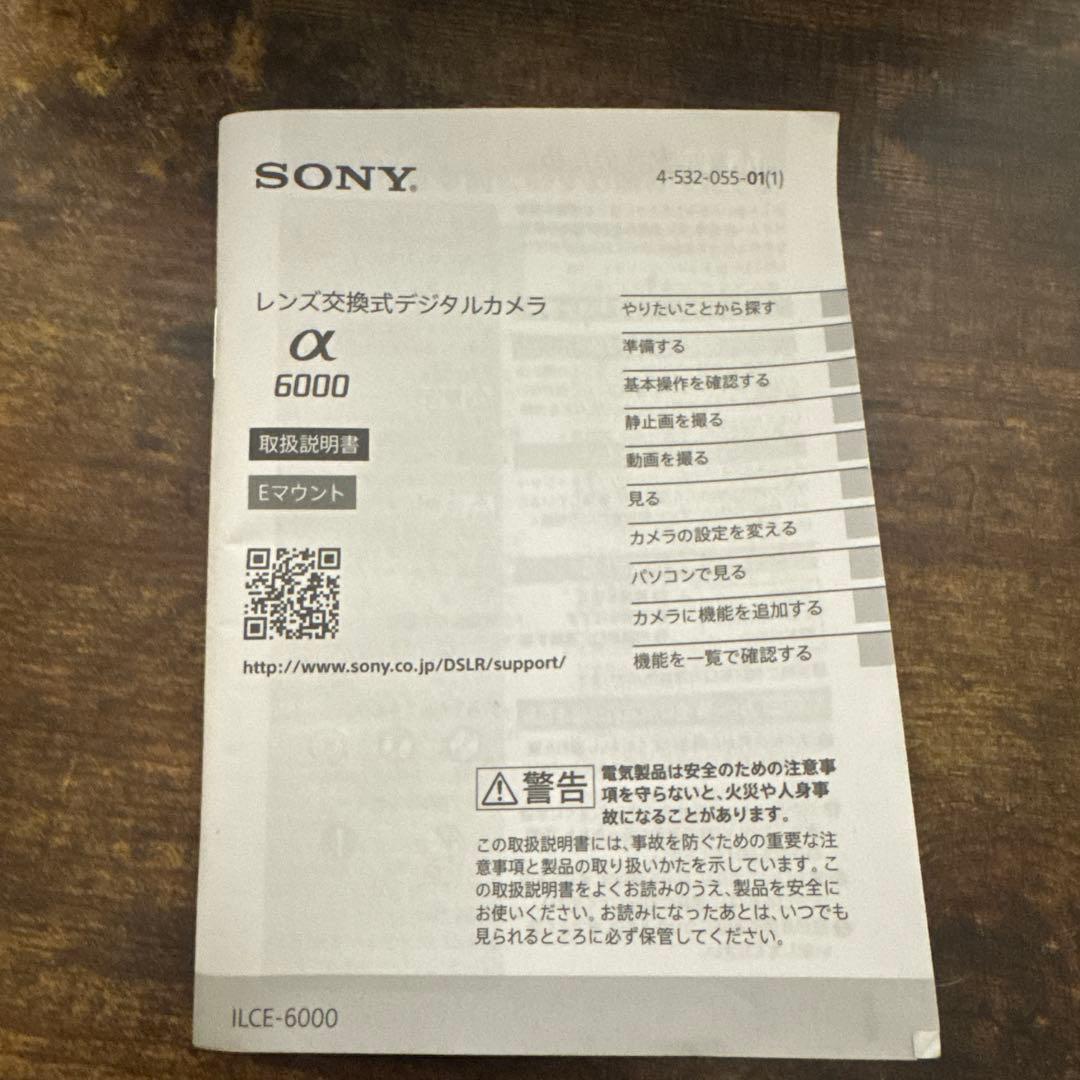 SONY®
4-532-055-01(1)
レンズ交換式デジタルカメラ
α
6000
取扱説明書
Eマウント
http://www.sony.co.jp/DSLR/support/
やりたいことから探す
準備する
基本操作を確認する
静止画を撮る
動画を撮る
見る
カメラの設定を変える
パソコンで見る
カメラに機能を追加する
機能を一覧で確認する
警告
電気製品は安全のための注意事
項を守らないと、火災や人身事
故になることがあります。
この取扱説明書には、事故を防ぐための重要な注
意事項と製品の取り扱いかたを示しています。こ
の取扱説明書をよくお読みのうえ、製品を安全に
お使いください。お読みになったあとは、いつでも
見られるところに必ず保管してください。
ILCE-6000